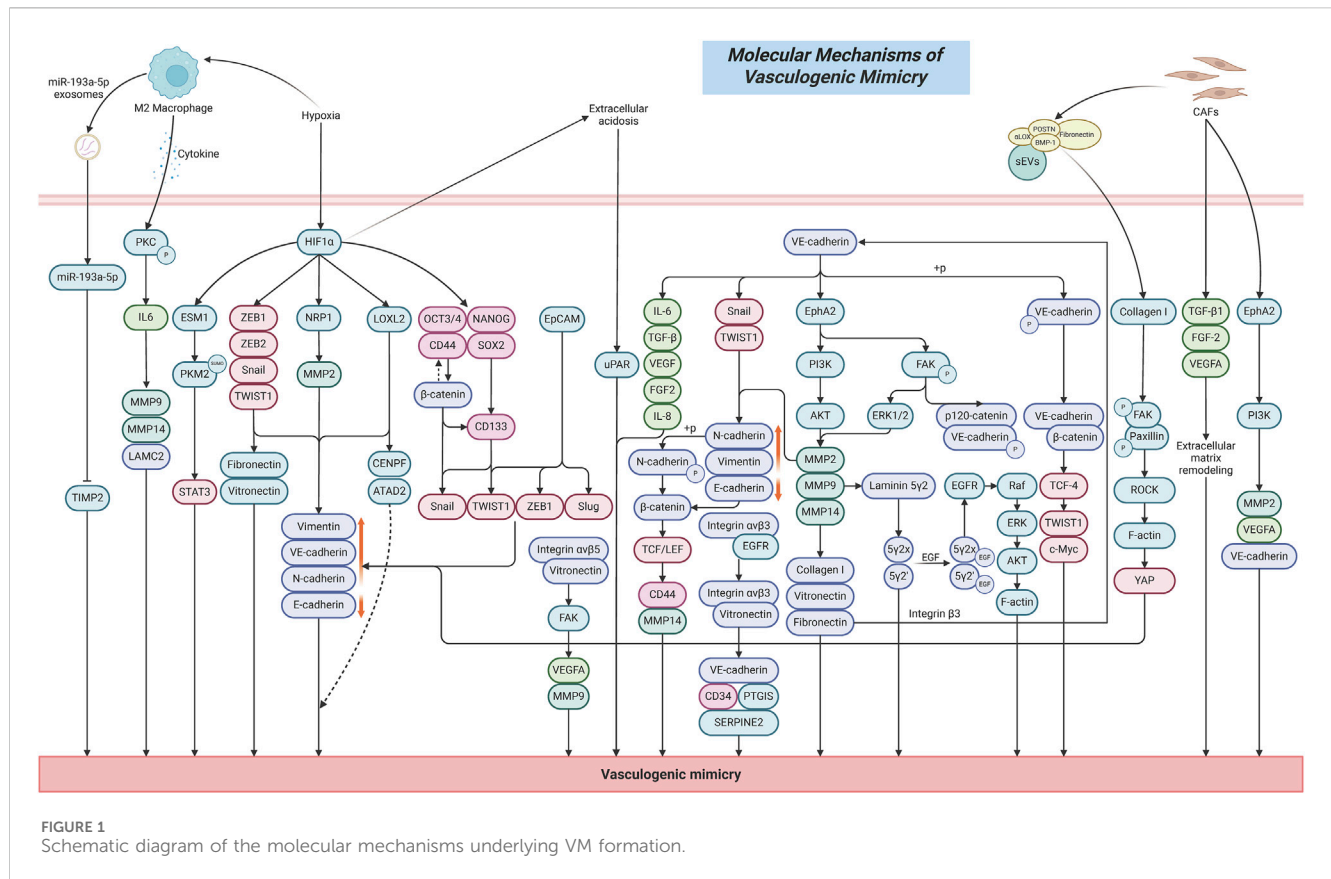 Molecular Mechanisms of
Vasculogenic Mimicry
miR-193a-5p
exosomes
M2 Macrophage
Cytokine
Hypoxia
Extracellular
acidosis
CAFs
αLOX
POSTN
BMP-1
Fibronectin
sEVs
PKC
P
miR-193a-5p
IL6
MMP9
MMP14
LAMC2
TIMP2
HIF1α
ESM1
PKM2
SUMO
STAT3
ZEB1
ZEB2
Snail
TWIST1
Fibronectin
Vitronectin
NRP1
MMP2
LOXL2
CENPF
ATAD2
Vimentin
VE-cadherin
N-cadherin
E-cadherin
OCT3/4
NANOG
CD44
SOX2
β-catenin
CD133
EpCAM
Snail
TWIST1
ZEB1
Slug
Integrin αvβ5
Vitronectin
FAK
VEGFA
MMP9
uPAR
VE-cadherin
+p
IL-6
TGF-β
VEGF
FGF2
IL-8
Snail
TWIST1
+p
N-cadherin
P
β-catenin
TCF/LEF
CD44
MMP14
N-cadherin
Vimentin
E-cadherin
Integrin αvβ3
EGFR
Integrin αvβ3
Vitronectin
VE-cadherin
CD34
PTGIS
SERPINE2
EphA2
PI3K
AKT
FAK
P
ERK1/2
p120-catenin
VE-cadherin
P
MMP2
MMP9
MMP14
Collagen I
Vitronectin
Fibronectin
Integrin β3
Laminin 5γ2
5γ2x
5γ2'
EGF
EGFR
5γ2x
EGF
5γ2'
EGF
Raf
ERK
AKT
F-actin
VE-cadherin
P
VE-cadherin
β-catenin
TCF-4
TWIST1
c-Myc
Collagen I
P
FAK
Paxillin
P
ROCK
F-actin
YAP
TGF-β1
FGF-2
VEGFA
Extracellular
matrix
remodeling
EphA2
PI3K
MMP2
VEGFA
VE-cadherin
Vasculogenic mimicry
FIGURE 1
Schematic diagram of the molecular mechanisms underlying VM formation.